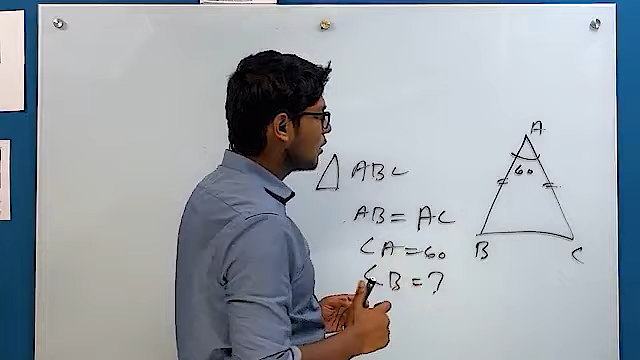 △ ABC
AB = AC
∠A = 60
∠B = ?
A
60
B
C